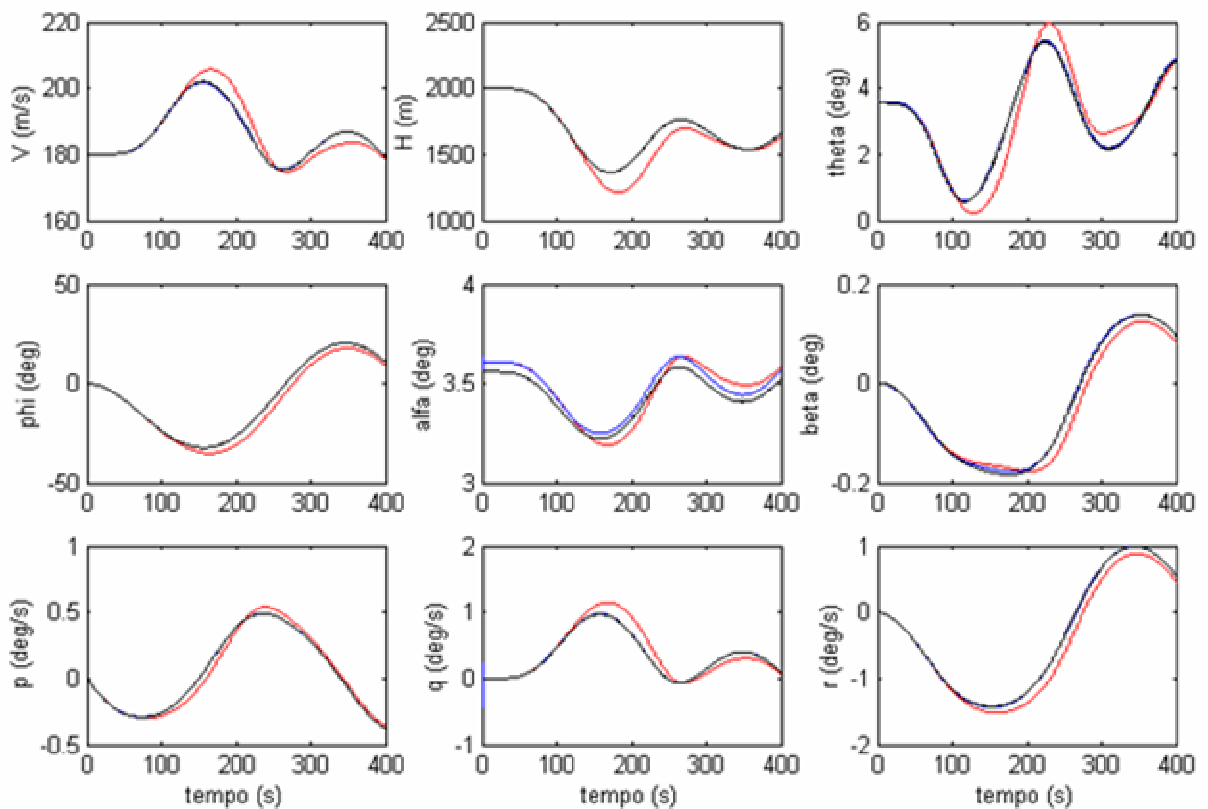 220
200
180
160
V (m/s)
0 100 200 300 400
2500
2000
1500
1000
H (m)
0 100 200 300 400
6
4
2
0
theta (deg)
0 100 200 300 400
50
0
-50
phi (deg)
0 100 200 300 400
4
3.5
3
alfa (deg)
0 100 200 300 400
0.2
0
-0.2
beta (deg)
0 100 200 300 400
1
0.5
0
-0.5
p (deg/s)
0 100 200 300 400
tempo (s)
2
1
0
-1
q (deg/s)
0 100 200 300 400
tempo (s)
1
0
-1
-2
r (deg/s)
0 100 200 300 400
tempo (s)